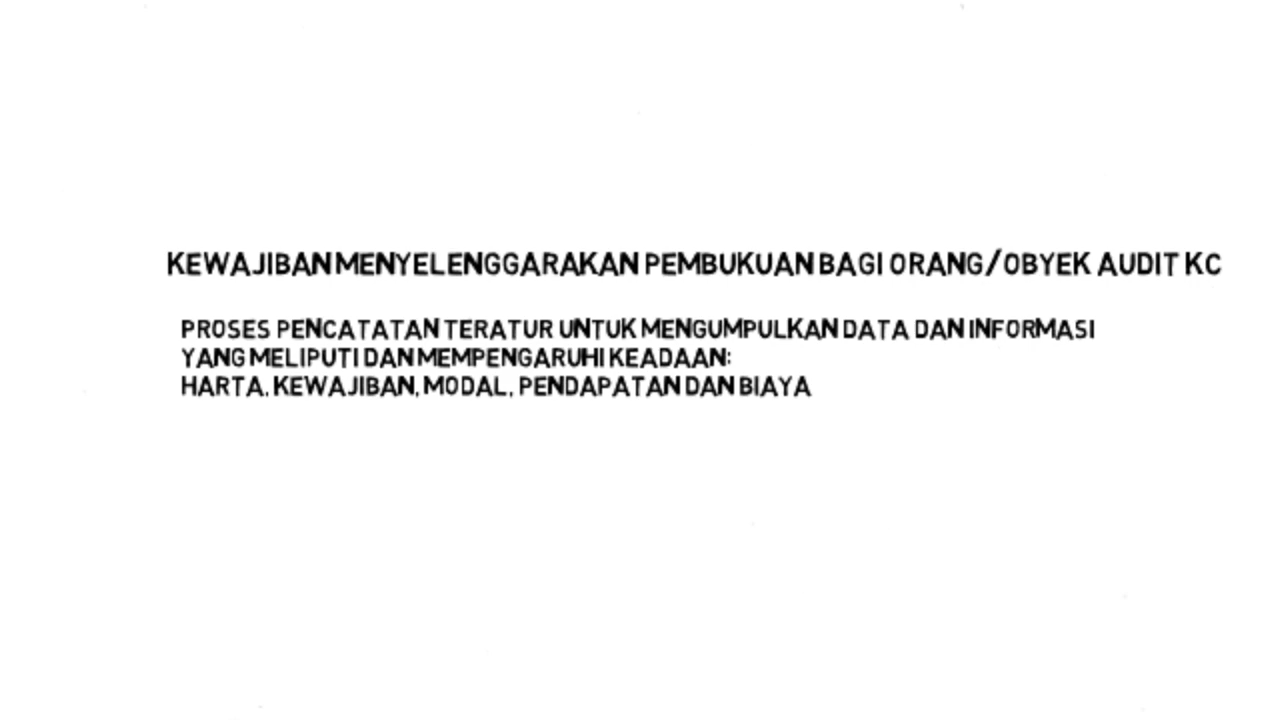 KEWAJIBAN MENYELENGGARAKAN PEMBUKUAN BAGI ORANG/OBYEK AUDIT KC
PROSES PENCATATAN TERATUR UNTUK MENGUMPULKAN DATA DAN INFORMASI
YANG MELIPUTI DAN MEMPENGARUHI KEADAAN:
HARTA, KEWAJIBAN, MODAL, PENDAPATAN DAN BIAYA